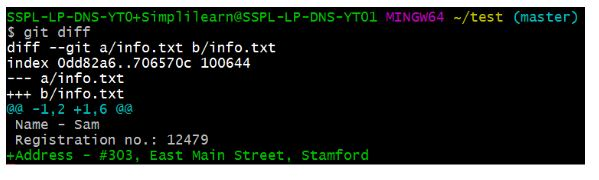 SSPL-LP-DNS-YT0+Simplilearn@SSPL-LP-DNS-YT01 MINGW64 ~/test (master)
$ git diff
diff --git a/info.txt b/info.txt
index 0dd82a6..706570c 100644
--- a/info.txt
+++ b/info.txt
@@ -1,2 +1,6 @@
 Name - Sam
 Registration no.: 12479
+Address - #303, East Main Street, Stamford